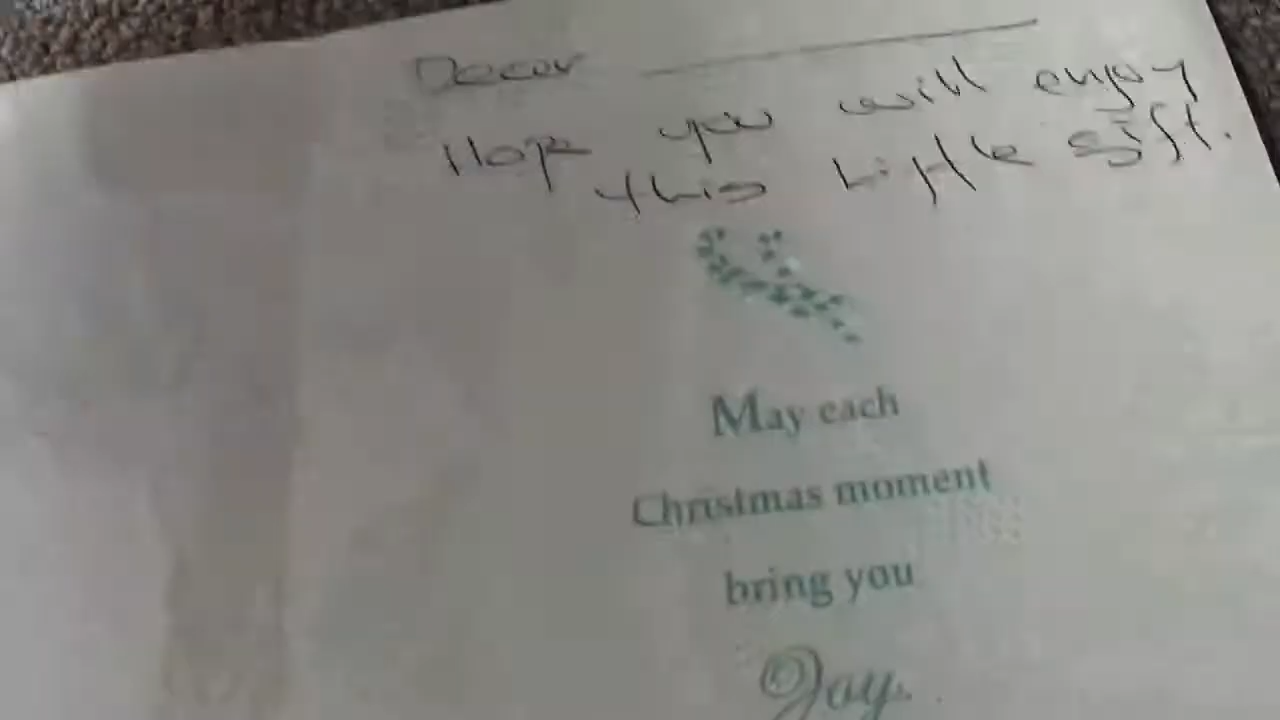 Dear
Hope you will enjoy
this little gift.
May each
Christmas moment
bring you
Joy.